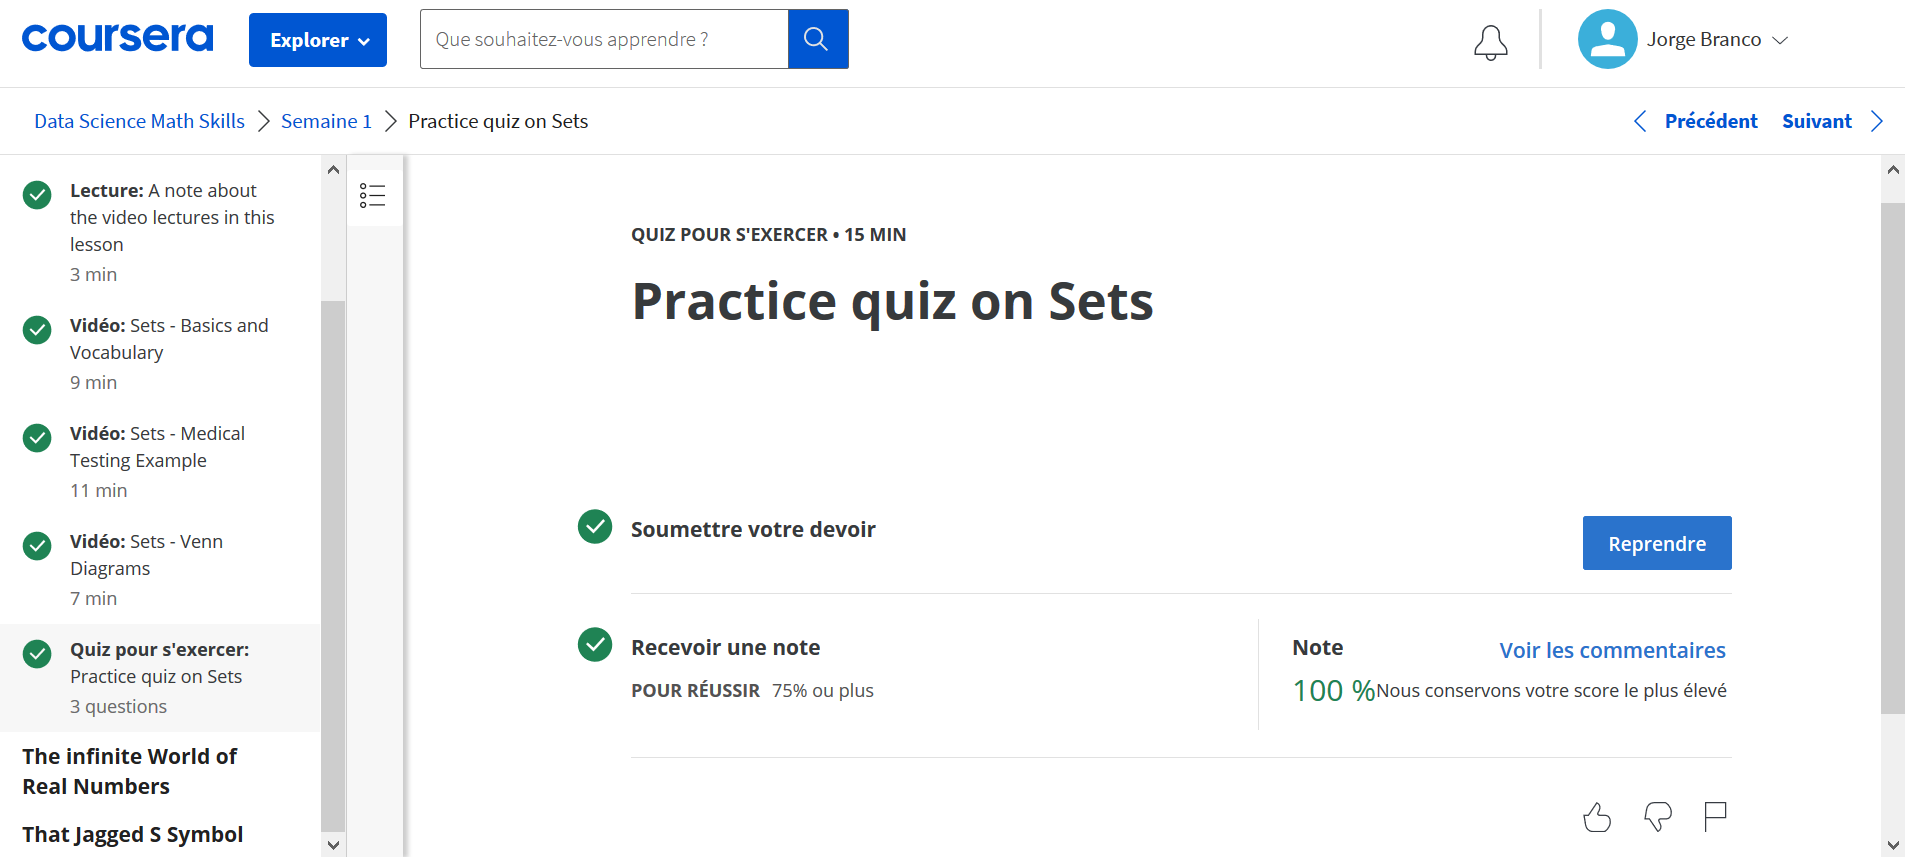 coursera
Explorer
Que souhaitez-vous apprendre ?
Jorge Branco
Data Science Math Skills
Semaine 1
Practice quiz on Sets
Précédent
Suivant
Lecture: A note about
the video lectures in this
lesson
3 min
Vidéo: Sets - Basics and
Vocabulary
9 min
Vidéo: Sets - Medical
Testing Example
11 min
Vidéo: Sets - Venn
Diagrams
7 min
Quiz pour s'exercer:
Practice quiz on Sets
3 questions
The infinite World of
Real Numbers
That Jagged S Symbol
QUIZ POUR S'EXERCER • 15 MIN
Practice quiz on Sets
Soumettre votre devoir
Reprendre
Recevoir une note
POUR RÉUSSIR 75% ou plus
Note
Voir les commentaires
100 % Nous conservons votre score le plus élevé